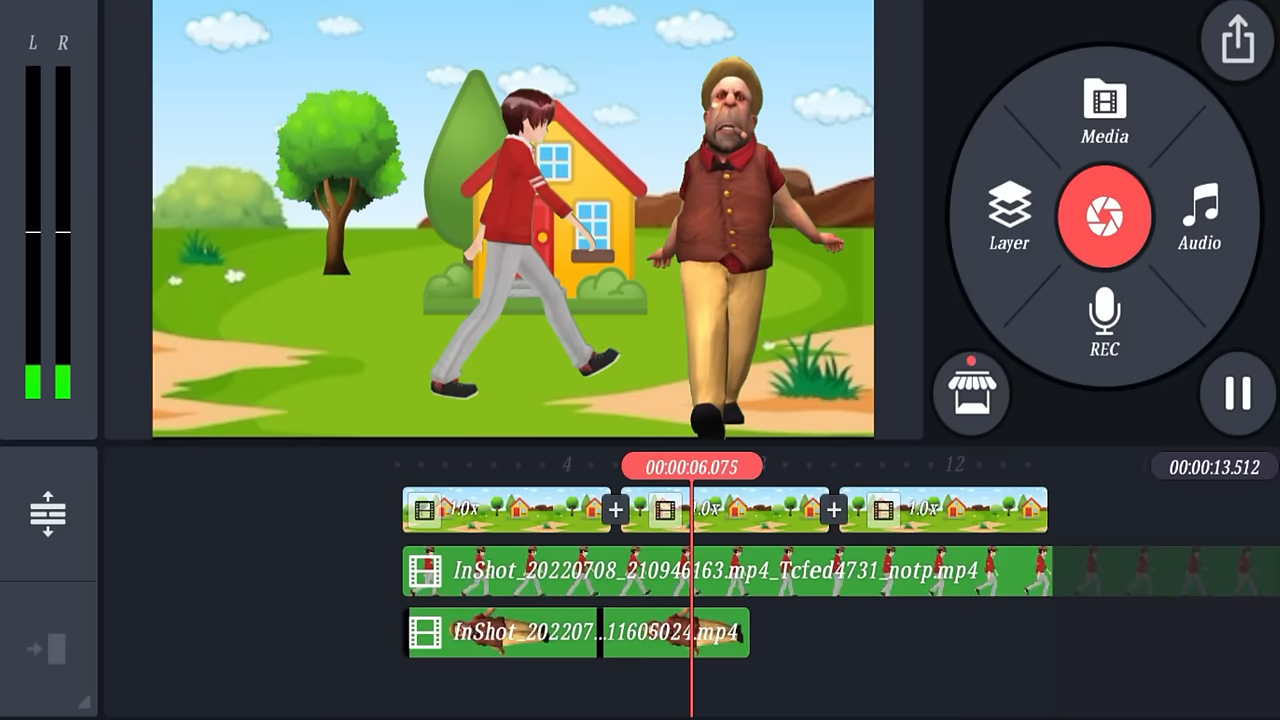 L R
Media
Layer
Audio
REC
4
00:00:06.075
12
00:00:13.512
1.0x
1.0x
1.0x
InShot_20220708_210946163.mp4_Tcfed4731_notp.mp4
InShot_202207...11605024.mp4